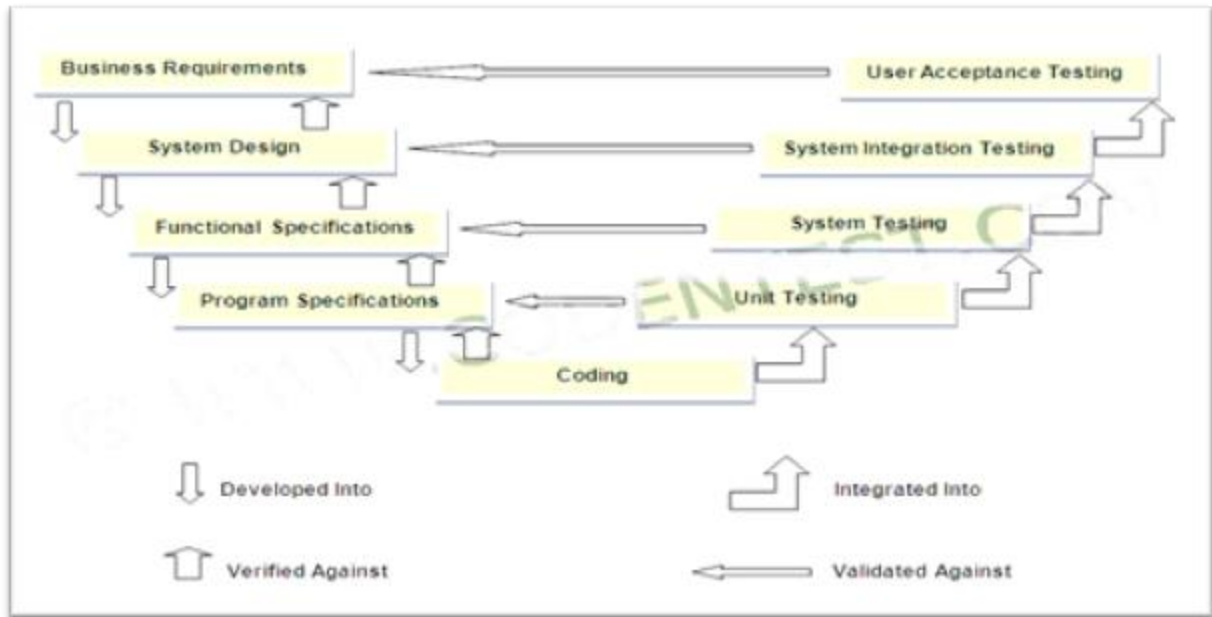 Business Requirements
User Acceptance Testing
System Design
System Integration Testing
Functional Specifications
System Testing
Program Specifications
Unit Testing
Coding
Developed Into
Integrated Into
Verified Against
Validated Against